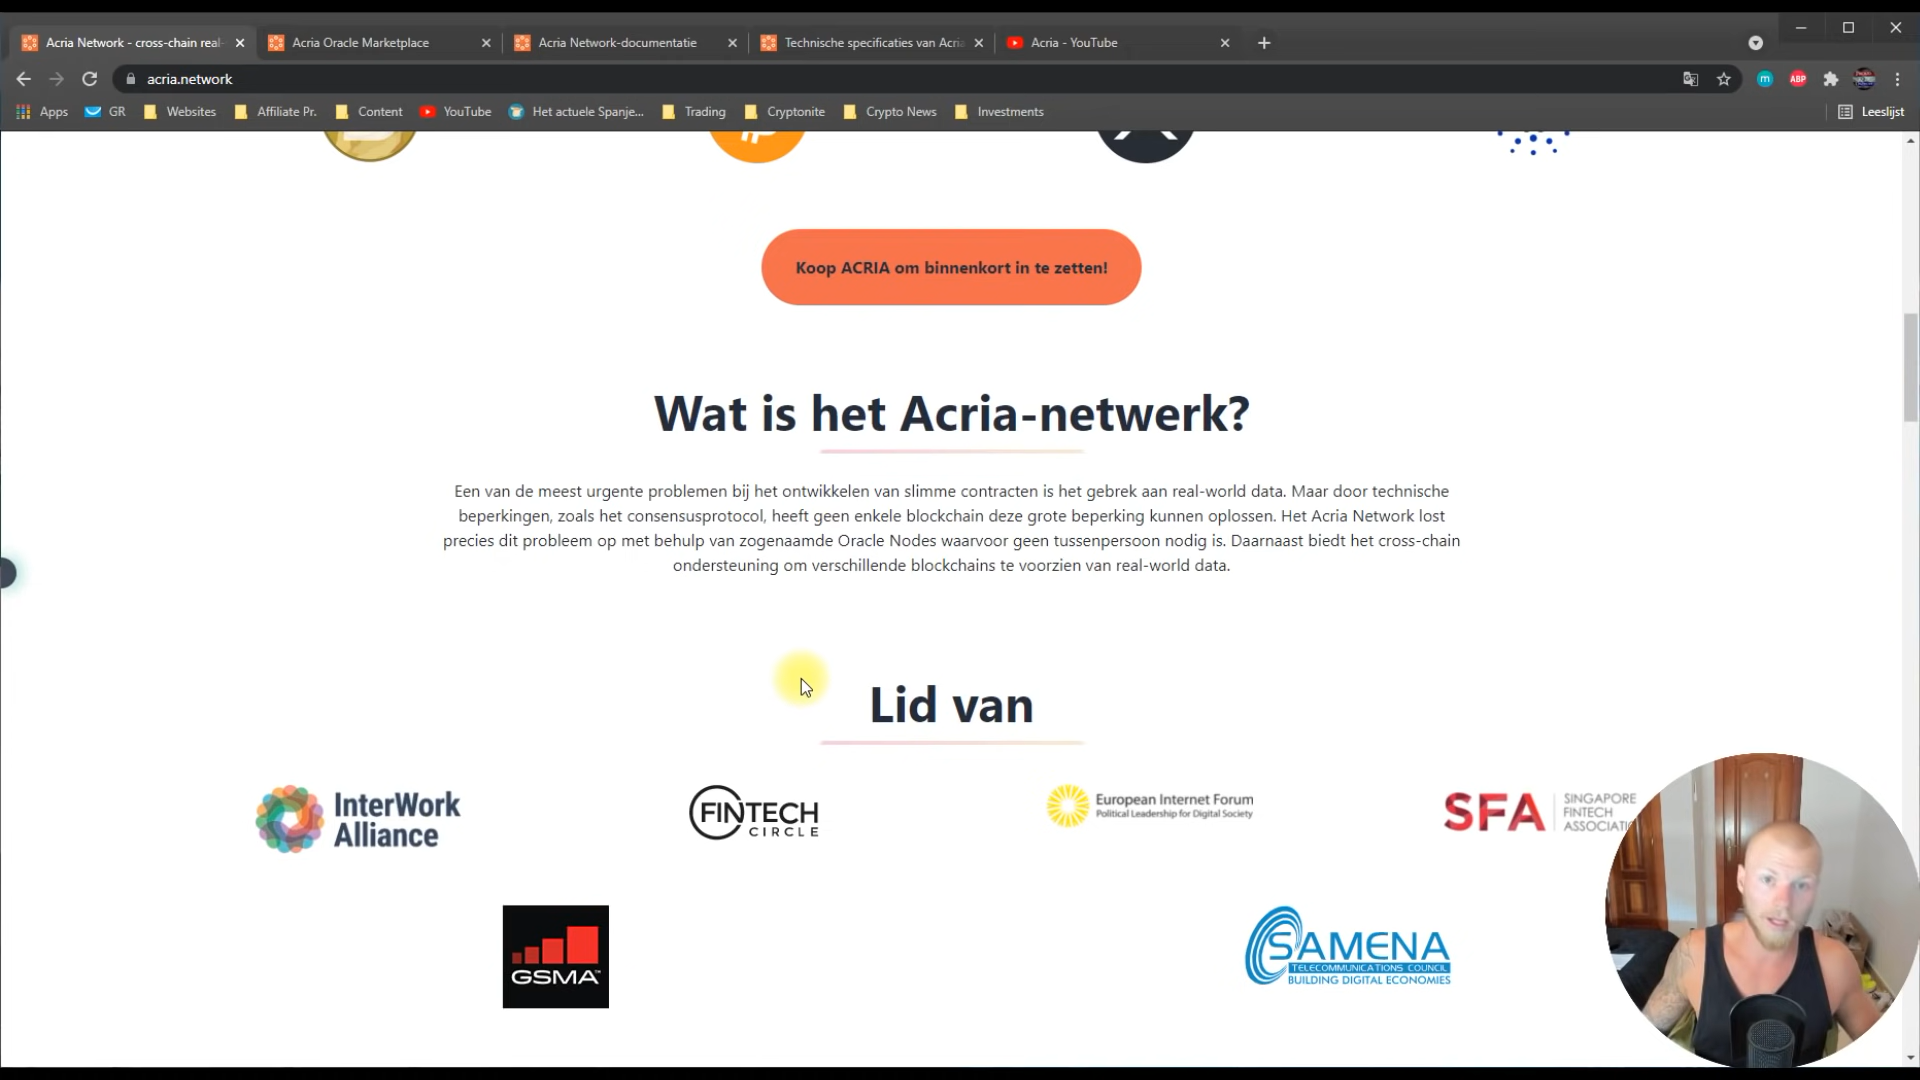 Acria Network - cross-chain real-
Acria Oracle Marketplace
Acria Network-documentatie
Technische specificaties van Acria
Acria - YouTube
acria.network
ABP
m
Apps
GR
Websites
Affiliate Pr.
Content
YouTube
Het actuele Spanje...
Trading
Cryptonite
Crypto News
Investments
Leeslijst
Koop ACRIA om binnenkort in te zetten!
Wat is het Acria-netwerk?
Een van de meest urgente problemen bij het ontwikkelen van slimme contracten is het gebrek aan real-world data. Maar door technische
beperkingen, zoals het consensusprotocol, heeft geen enkele blockchain deze grote beperking kunnen oplossen. Het Acria Network lost
precies dit probleem op met behulp van zogenaamde Oracle Nodes waarvoor geen tussenpersoon nodig is. Daarnaast biedt het cross-chain
ondersteuning om verschillende blockchains te voorzien van real-world data.
Lid van
InterWork
Alliance
FINTECH
CIRCLE
European Internet Forum
Political Leadership for Digital Society
SFA
SINGAPORE
FINTECH
ASSOCIATI
GSMA™
SAMENA
TELECOMMUNICATIONS COUNCIL
BUILDING DIGITAL ECONOMIES